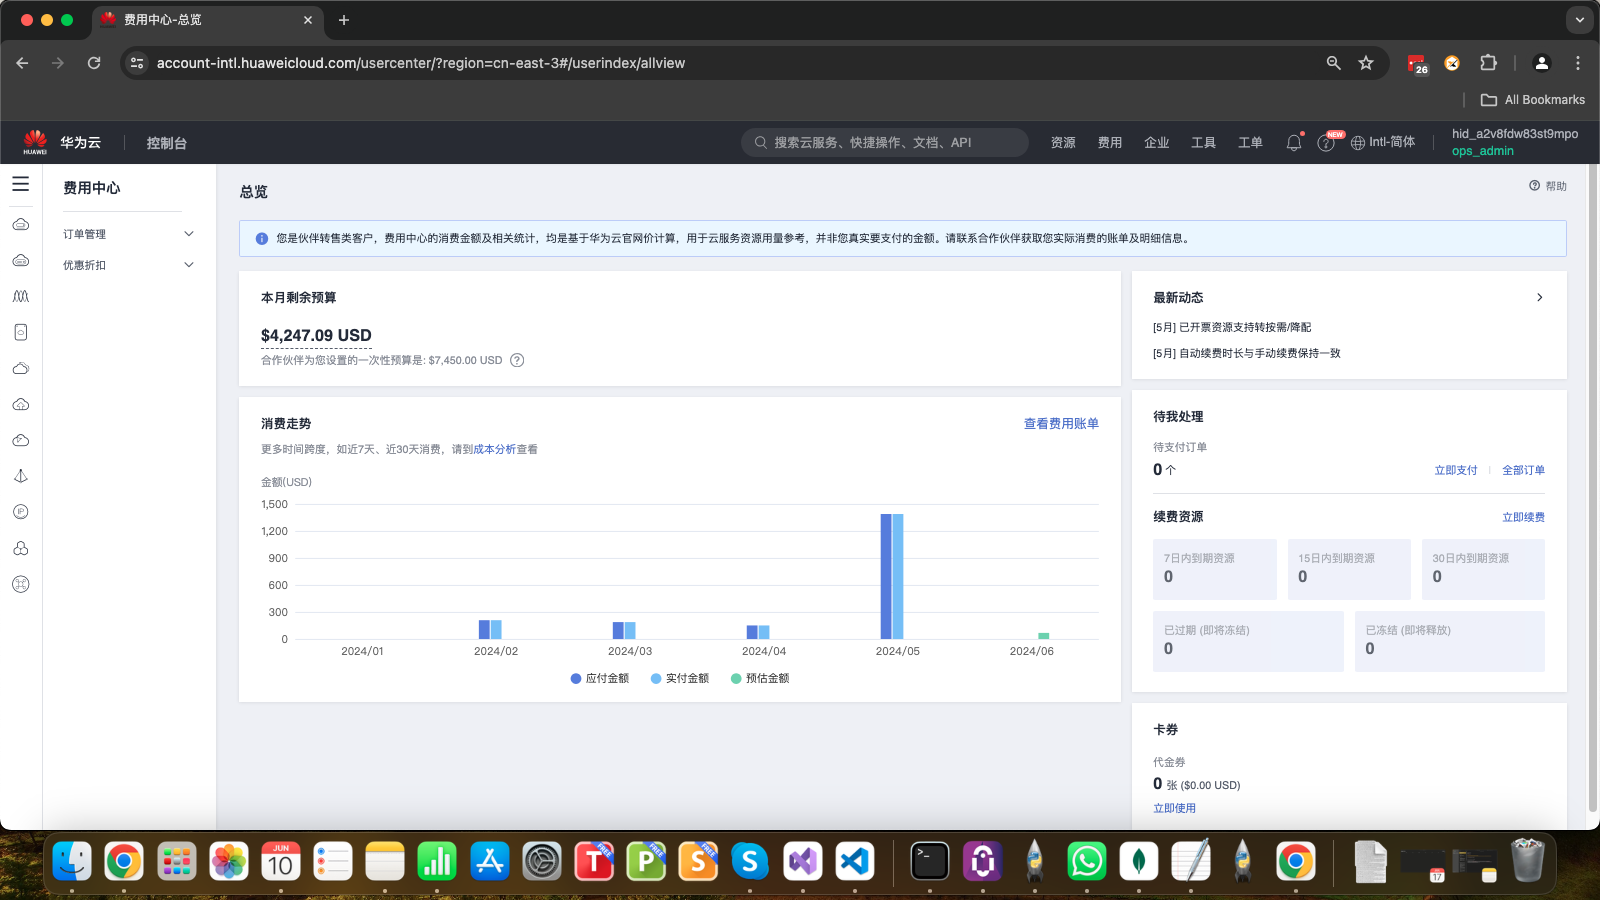 费用中心-总览
account-intl.huaweicloud.com/usercenter/?region=cn-east-3#/userindex/allview
26
All Bookmarks
HUAWEI
华为云
控制台
搜索云服务、快捷操作、文档、API
资源
费用
企业
工具
工单
NEW
Intl-简体
hid_a2v8fdw83st9mpo
ops_admin
费用中心
订单管理
优惠折扣
IP
总览
帮助
您是伙伴转售类客户，费用中心的消费金额及相关统计，均是基于华为云官网价计算，用于云服务资源用量参考，并非您真实要支付的金额。请联系合作伙伴获取您实际消费的账单及明细信息。
本月剩余预算
$4,247.09 USD
合作伙伴为您设置的一次性预算是: $7,450.00 USD
消费走势
查看费用账单
更多时间跨度，如近7天、近30天消费，请到成本分析查看
金额(USD)
1,500
1,200
900
600
300
0
2024/01
2024/02
2024/03
2024/04
2024/05
2024/06
应付金额
实付金额
预估金额
最新动态
[5月] 已开票资源支持转按需/降配
[5月] 自动续费时长与手动续费保持一致
待我处理
待支付订单
0 个
立即支付
全部订单
续费资源
立即续费
7日内到期资源
0
15日内到期资源
0
30日内到期资源
0
已过期 (即将冻结)
0
已冻结 (即将释放)
0
卡券
代金券
0 张 ($0.00 USD)
立即使用
JUN
10
T
FREE
P
FREE
S
FREE
S
17